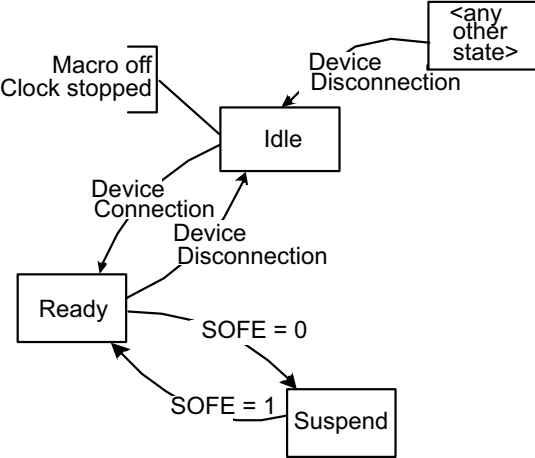 <any
other
state>
Device
Disconnection
Macro off
Clock stopped
Idle
Device
Connection
Device
Disconnection
Ready
SOFE = 0
SOFE = 1
Suspend